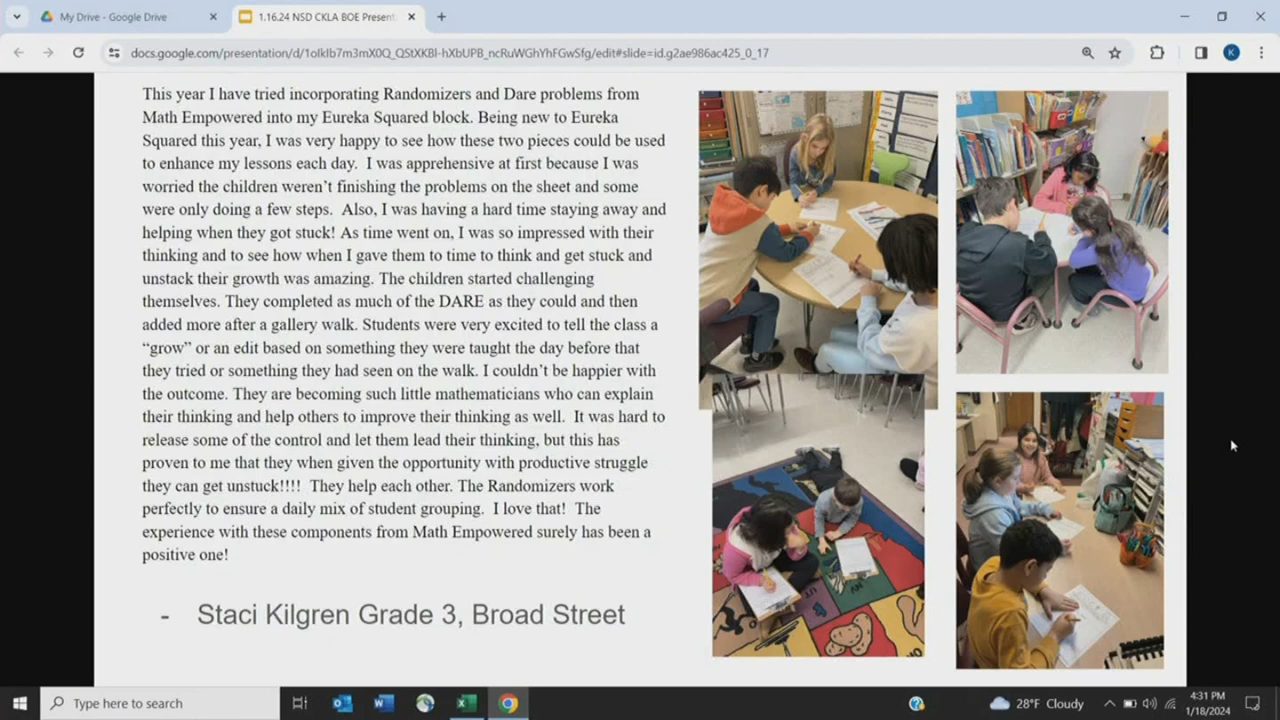 My Drive - Google Drive
1.16.24 NSD CKLA BOE Present
docs.google.com/presentation/d/1olklb7m3mX0Q_QStXKBl-hXbUPB_ncRuWGhYhFGwSfg/edit#slide=id.g2ae986ac425_0_17
K
This year I have tried incorporating Randomizers and Dare problems from
Math Empowered into my Eureka Squared block. Being new to Eureka
Squared this year, I was very happy to see how these two pieces could be used
to enhance my lessons each day.  I was apprehensive at first because I was
worried the children weren't finishing the problems on the sheet and some
were only doing a few steps.  Also, I was having a hard time staying away and
helping when they got stuck! As time went on, I was so impressed with their
thinking and to see how when I gave them to time to think and get stuck and
unstack their growth was amazing. The children started challenging
themselves. They completed as much of the DARE as they could and then
added more after a gallery walk. Students were very excited to tell the class a
“grow” or an edit based on something they were taught the day before that
they tried or something they had seen on the walk. I couldn't be happier with
the outcome. They are becoming such little mathematicians who can explain
their thinking and help others to improve their thinking as well.  It was hard to
release some of the control and let them lead their thinking, but this has
proven to me that they when given the opportunity with productive struggle
they can get unstuck!!!!  They help each other. The Randomizers work
perfectly to ensure a daily mix of student grouping.  I love that!  The
experience with these components from Math Empowered surely has been a
positive one!
- Staci Kilgren Grade 3, Broad Street
Type here to search
28°F Cloudy
4:31 PM
1/18/2024